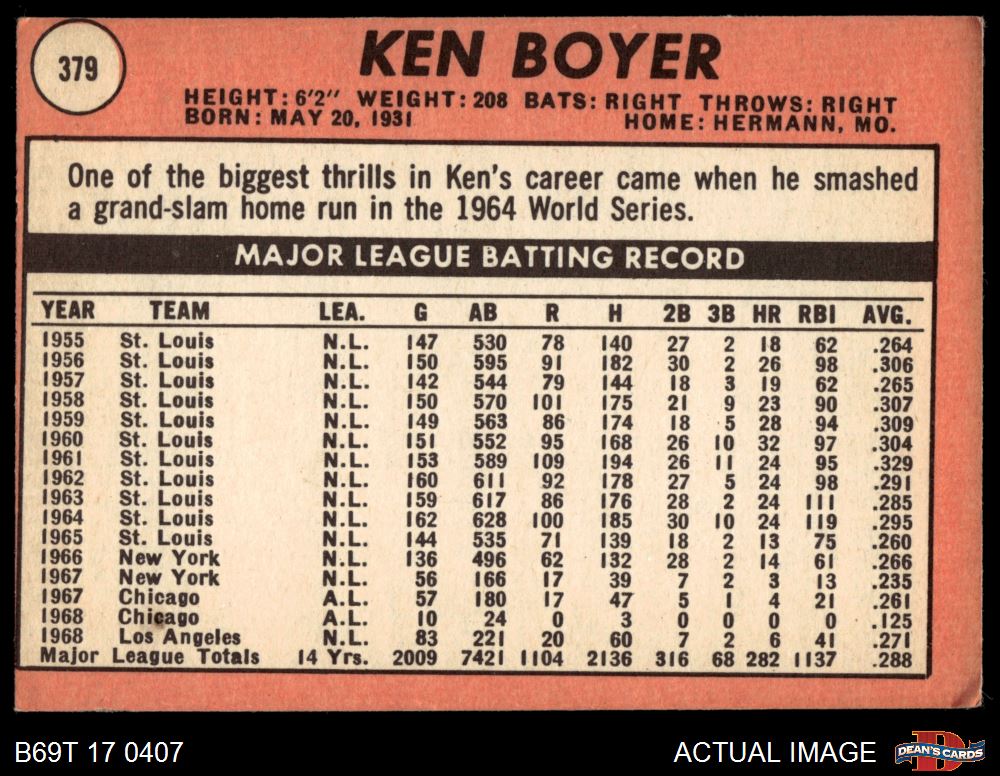 379
KEN BOYER
HEIGHT: 6'2" WEIGHT: 208 BATS: RIGHT THROWS: RIGHT
BORN: MAY 20, 1931 HOME: HERMANN, MO.
One of the biggest thrills in Ken's career came when he smashed
a grand-slam home run in the 1964 World Series.
MAJOR LEAGUE BATTING RECORD
YEAR TEAM LEA. G AB R H 2B 3B HR RBI AVG.
1955 St. Louis N.L. 147 530 78 140 27 2 18 62 .264
1956 St. Louis N.L. 150 595 91 182 30 2 26 98 .306
1957 St. Louis N.L. 142 544 79 144 18 3 19 62 .265
1958 St. Louis N.L. 150 570 101 175 21 9 23 90 .307
1959 St. Louis N.L. 149 563 86 174 18 5 28 94 .309
1960 St. Louis N.L. 151 552 95 168 26 10 32 97 .304
1961 St. Louis N.L. 153 589 109 194 26 11 24 95 .329
1962 St. Louis N.L. 160 611 92 178 27 5 24 98 .291
1963 St. Louis N.L. 159 617 86 176 28 2 24 111 .285
1964 St. Louis N.L. 162 628 100 185 30 10 24 119 .295
1965 St. Louis N.L. 144 535 71 139 18 2 13 75 .260
1966 New York N.L. 136 496 62 132 28 2 14 61 .266
1967 New York N.L. 56 166 17 39 7 2 3 13 .235
1967 Chicago A.L. 57 180 17 47 5 1 4 21 .261
1968 Chicago A.L. 10 24 0 3 0 0 0 0 .125
1968 Los Angeles N.L. 83 221 20 60 7 2 6 41 .271
Major League Totals 14 Yrs. 2009 7421 1104 2136 316 68 282 1137 .288
B69T 17 0407 ACTUAL IMAGE D DEAN'S CARDS